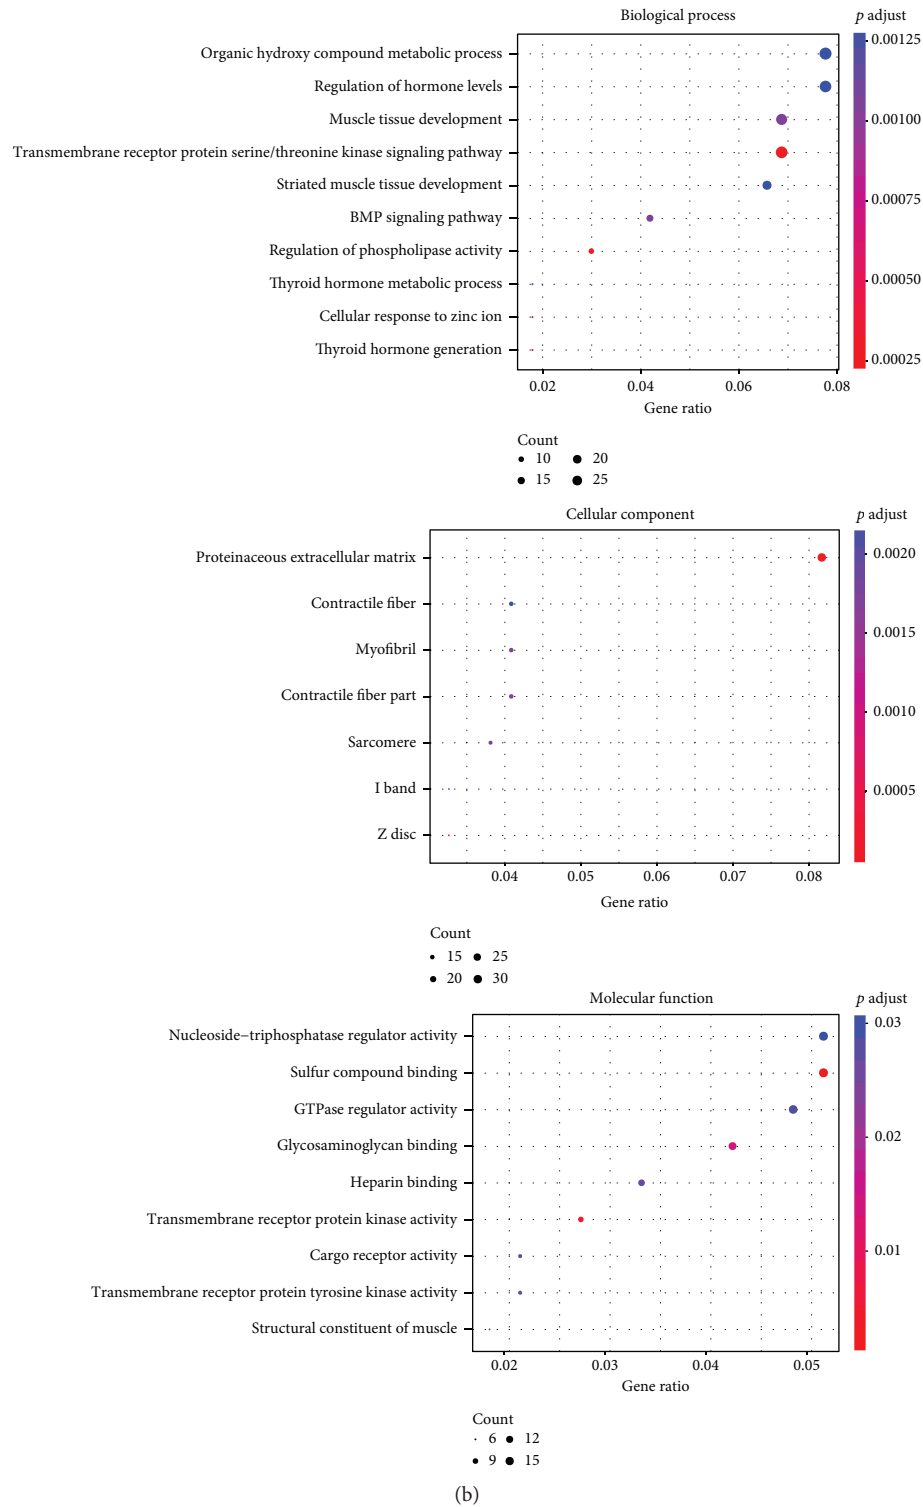 Biological process
p adjust
Organic hydroxy compound metabolic process
Regulation of hormone levels
Muscle tissue development
Transmembrane receptor protein serine/threonine kinase signaling pathway
Striated muscle tissue development
BMP signaling pathway
Regulation of phospholipase activity
Thyroid hormone metabolic process
Cellular response to zinc ion
Thyroid hormone generation
0.00125
0.00100
0.00075
0.00050
0.00025
0.02 0.04 0.06 0.08
Gene ratio
Count
10 20
15 25
Cellular component
p adjust
Proteinaceous extracellular matrix
Contractile fiber
Myofibril
Contractile fiber part
Sarcomere
I band
Z disc
0.0020
0.0015
0.0010
0.0005
0.04 0.05 0.06 0.07 0.08
Gene ratio
Count
15 25
20 30
Molecular function
p adjust
Nucleoside−triphosphatase regulator activity
Sulfur compound binding
GTPase regulator activity
Glycosaminoglycan binding
Heparin binding
Transmembrane receptor protein kinase activity
Cargo receptor activity
Transmembrane receptor protein tyrosine kinase activity
Structural constituent of muscle
0.03
0.02
0.01
0.02 0.03 0.04 0.05
Gene ratio
Count
6 12
9 15
(b)